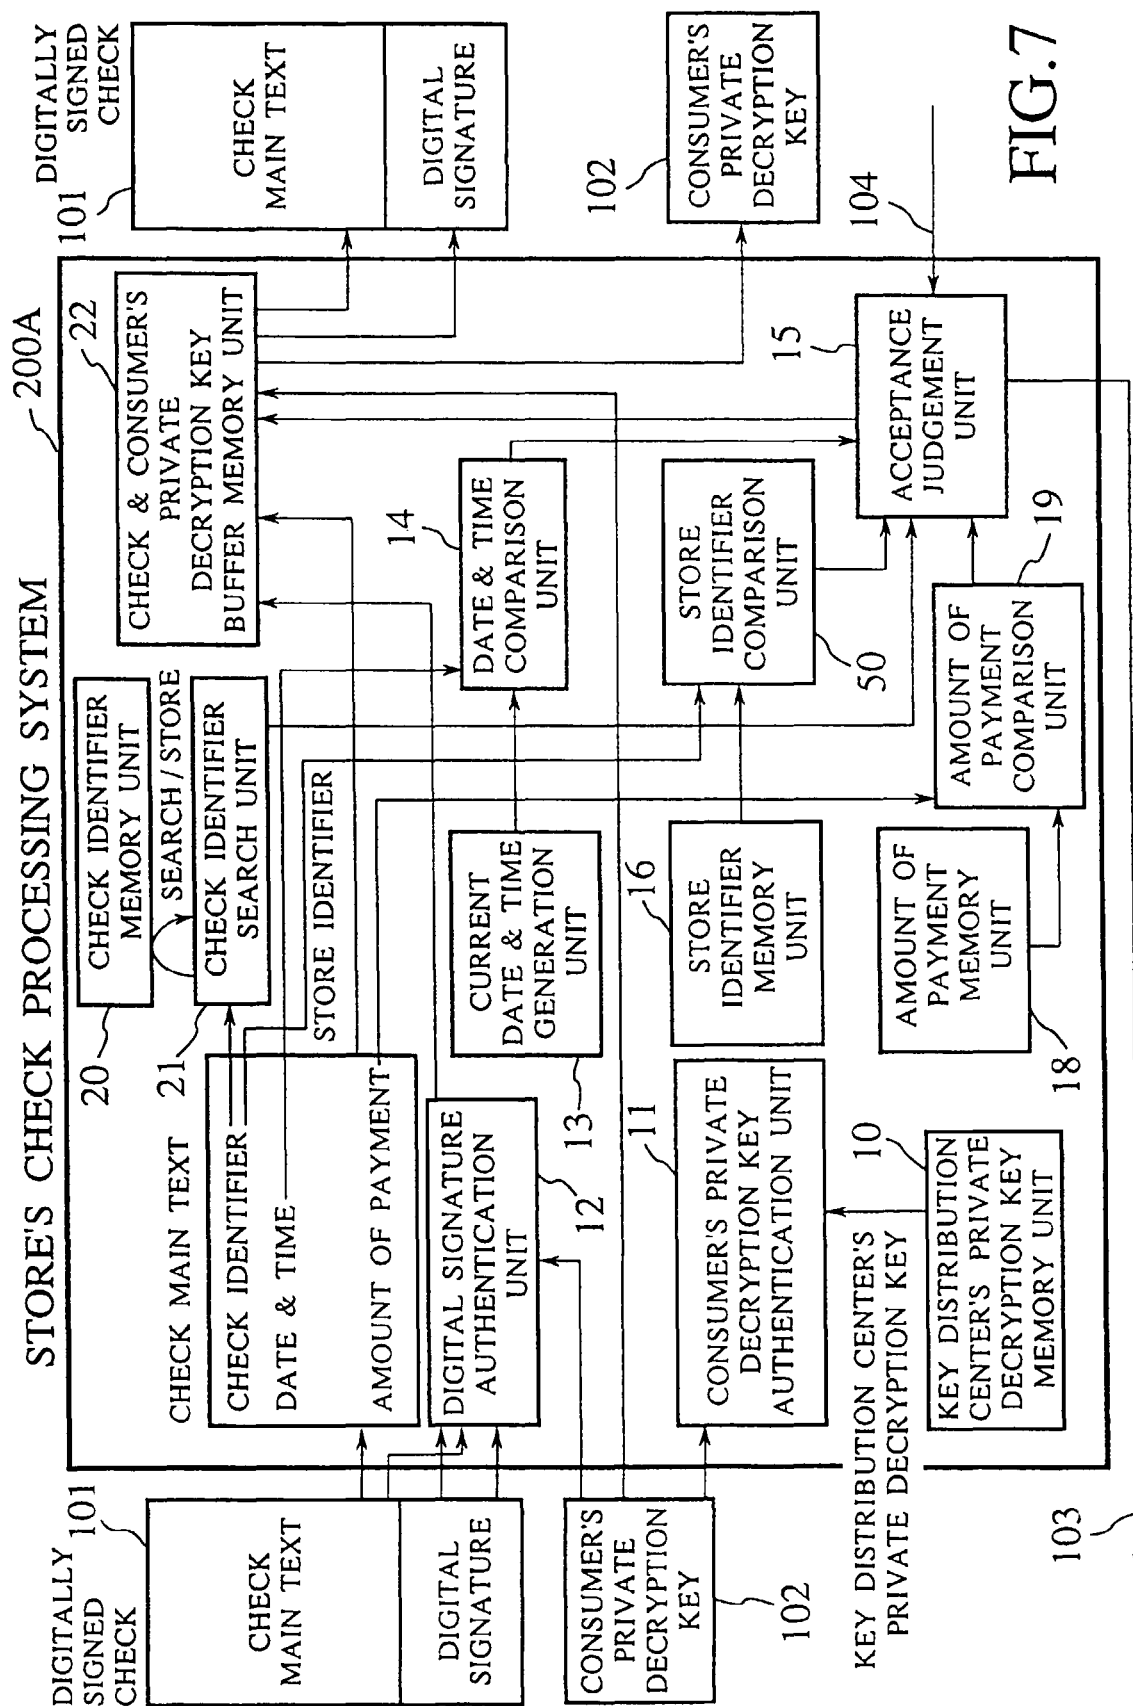 STORE'S CHECK PROCESSING SYSTEM
200A
DIGITALLY
SIGNED
CHECK
101
CHECK
MAIN TEXT
DIGITAL
SIGNATURE
CONSUMER'S
PRIVATE
DECRYPTION
KEY
102
CHECK MAIN TEXT
CHECK IDENTIFIER
DATE & TIME
AMOUNT OF PAYMENT
STORE IDENTIFIER
20
CHECK IDENTIFIER
MEMORY UNIT
SEARCH/STORE
21
CHECK IDENTIFIER
SEARCH UNIT
22
CHECK & CONSUMER'S
PRIVATE
DECRYPTION KEY
BUFFER MEMORY UNIT
DIGITAL SIGNATURE
AUTHENTICATION
UNIT
12
13
CURRENT
DATE & TIME
GENERATION
UNIT
14
DATE & TIME
COMPARISON
UNIT
11
CONSUMER'S PRIVATE
DECRYPTION KEY
AUTHENTICATION UNIT
16
STORE
IDENTIFIER
MEMORY
UNIT
STORE
IDENTIFIER
COMPARISON
UNIT
50
KEY DISTRIBUTION CENTER'S
PRIVATE DECRYPTION KEY
10
KEY DISTRIBUTION
CENTER'S PRIVATE
DECRYPTION KEY
MEMORY UNIT
AMOUNT OF
PAYMENT
MEMORY
UNIT
18
AMOUNT OF
PAYMENT
COMPARISON
UNIT
19
15
ACCEPTANCE
JUDGEMENT
UNIT
DIGITALLY
SIGNED
CHECK
101
CHECK
MAIN TEXT
DIGITAL
SIGNATURE
102
CONSUMER'S
PRIVATE
DECRYPTION
KEY
104
103
FIG.7